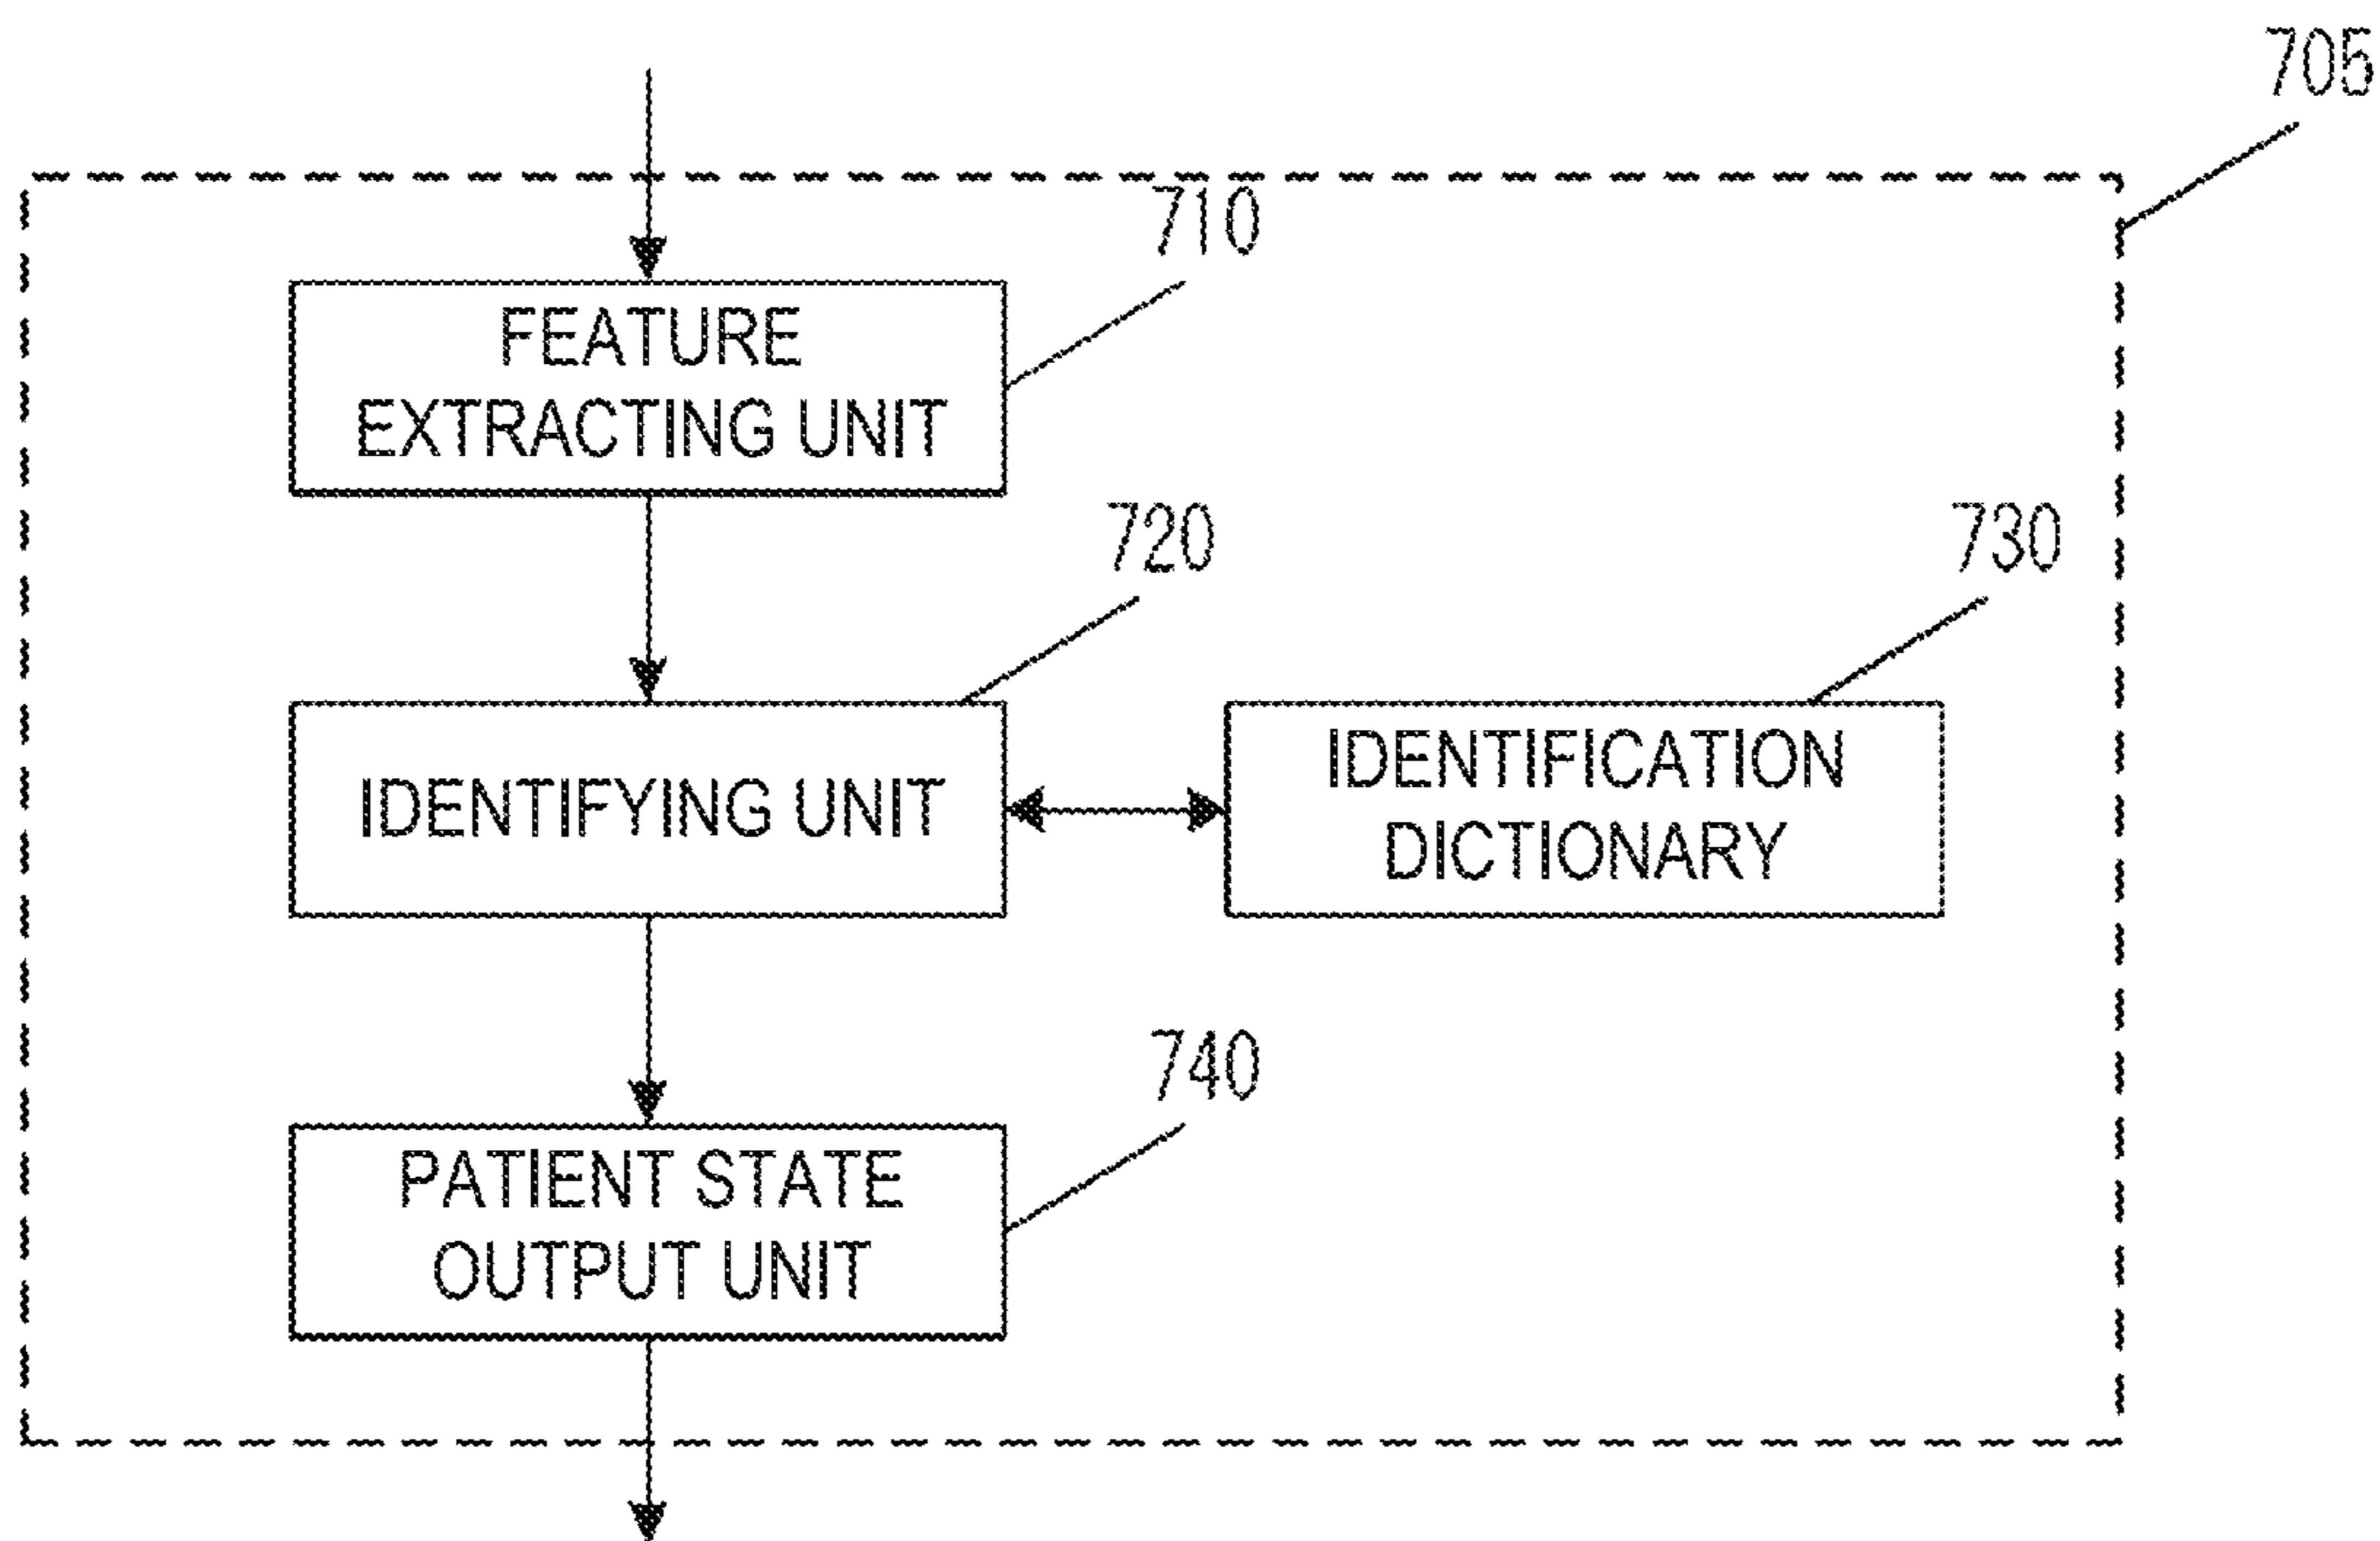 705
710
FEATURE
EXTRACTING UNIT
720
730
IDENTIFYING UNIT
IDENTIFICATION
DICTIONARY
740
PATIENT STATE
OUTPUT UNIT